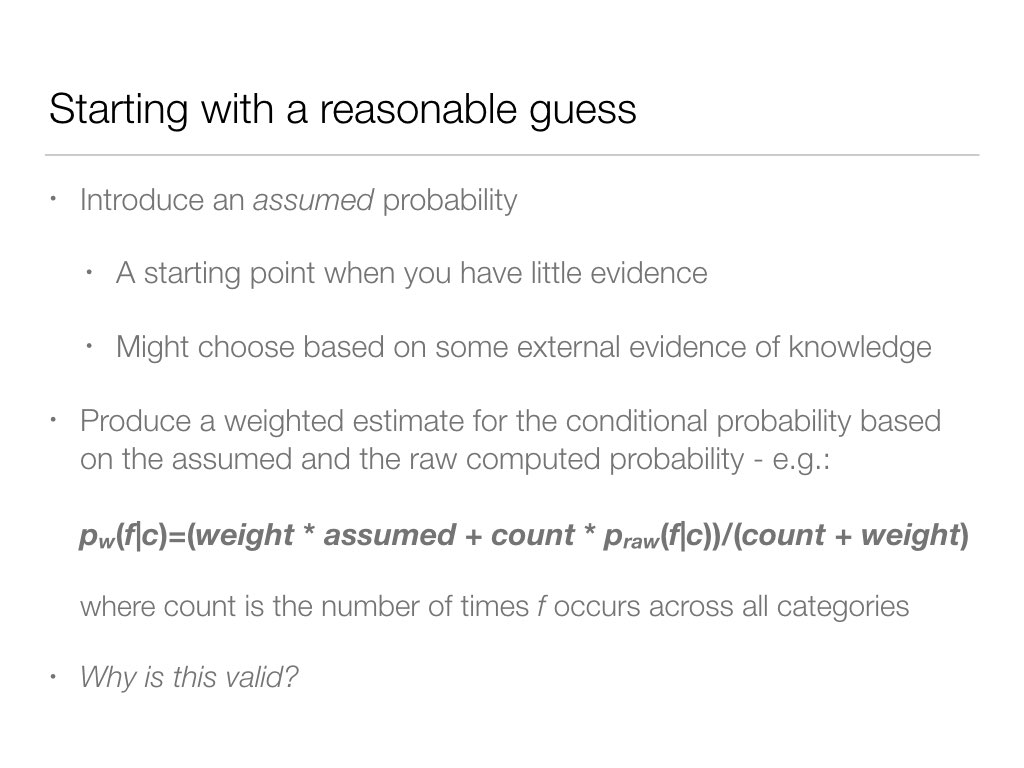 Starting with a reasonable guess
• Introduce an assumed probability
• A starting point when you have little evidence
• Might choose based on some external evidence of knowledge
• Produce a weighted estimate for the conditional probability based
on the assumed and the raw computed probability - e.g.:
pw(f|c)=(weight * assumed + count * praw(f|c))/(count + weight)
where count is the number of times f occurs across all categories
• Why is this valid?